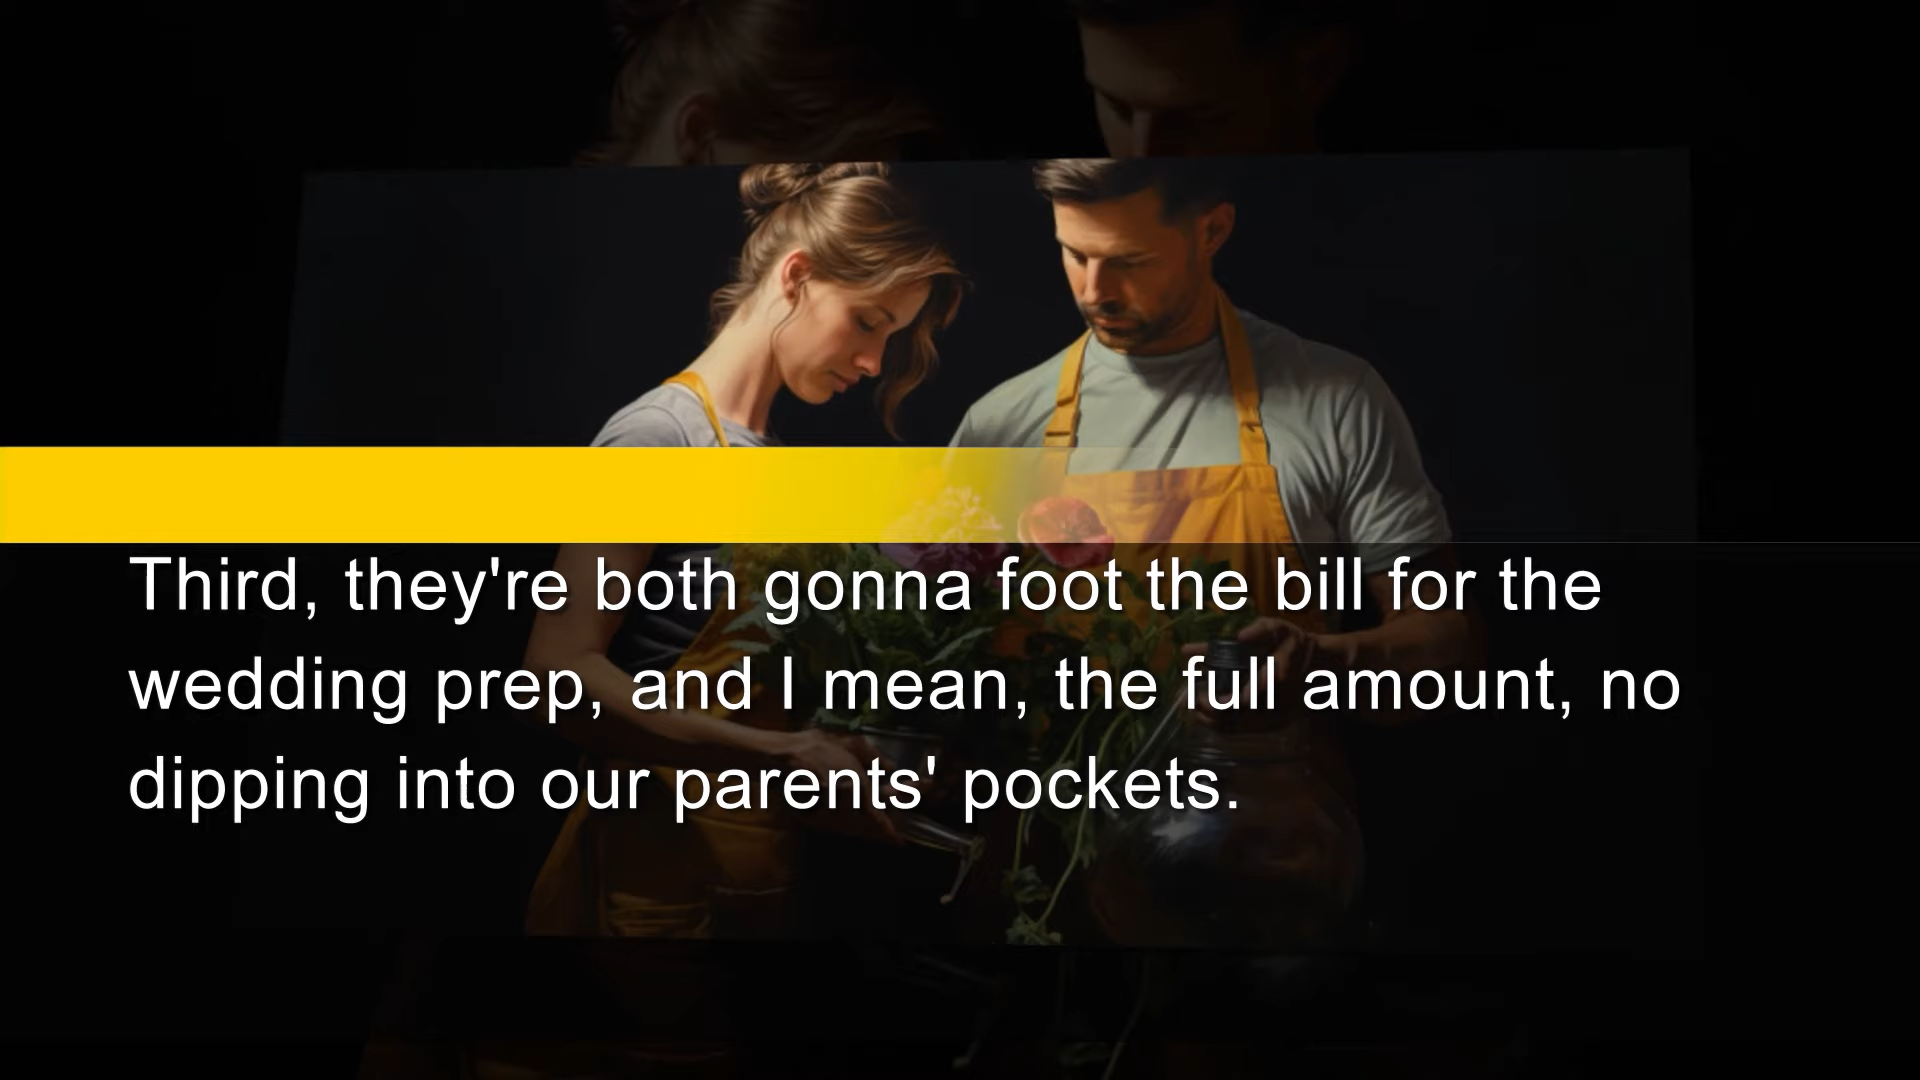 Third, they're both gonna foot the bill for the
wedding prep, and I mean, the full amount, no
dipping into our parents' pockets.